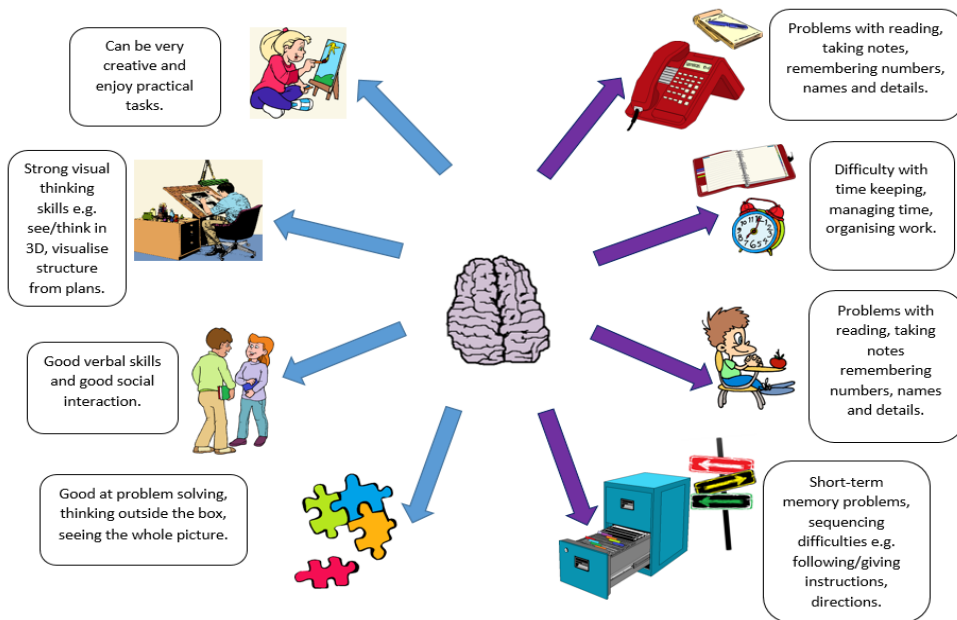 Can be very
creative and
enjoy practical
tasks.
Strong visual
thinking
skills e.g.
see/think in
3D, visualise
structure
from plans.
Good verbal skills
and good social
interaction.
Good at problem solving,
thinking outside the box,
seeing the whole picture.
Problems with reading,
taking notes,
remembering numbers,
names and details.
Difficulty with
time keeping,
managing time,
organising work.
Problems with
reading, taking
notes
remembering
numbers, names
and details.
Short-term
memory problems,
sequencing
difficulties e.g.
following/giving
instructions,
directions.